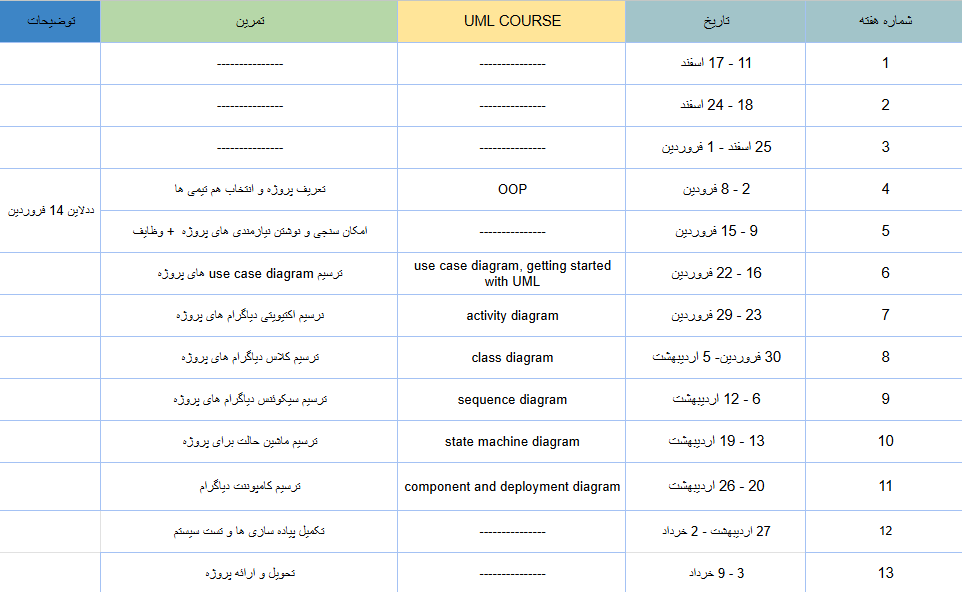 شماره هفته	تاریخ	UML COURSE	تمرین	توضیحات
1	11 - 17 اسفند	---------------	---------------
2	18 - 24 اسفند	---------------	---------------
3	25 اسفند - 1 فروردین	---------------	---------------
4	2 - 8 فرودین	OOP	تعریف پروژه و انتخاب هم تیمی ها	ددلاین 14 فروردین
5	9 - 15 فروردین	---------------	امکان سنجی و نوشتن نیازمندی های پروژه + وظایف
6	16 - 22 فروردین	use case diagram, getting started
with UML	ترسیم use case diagram های پروژه
7	23 - 29 فروردین	activity diagram	ترسیم اکتیویتی دیاگرام های پروژه
8	30 فروردین- 5 اردیبهشت	class diagram	ترسیم کلاس دیاگرام های پروژه
9	6 - 12 اردیبهشت	sequence diagram	ترسیم سیکوئنس دیاگرام های پروژه
10	13 - 19 اردیبهشت	state machine diagram	ترسیم ماشین حالت برای پروژه
11	20 - 26 اردیبهشت	component and deployment diagram	ترسیم کامپوننت دیاگرام
12	27 اردیبهشت - 2 خرداد	---------------	تکمیل پیاده سازی ها و تست سیستم
13	3 - 9 خرداد	---------------	تحویل و ارائه پروژه